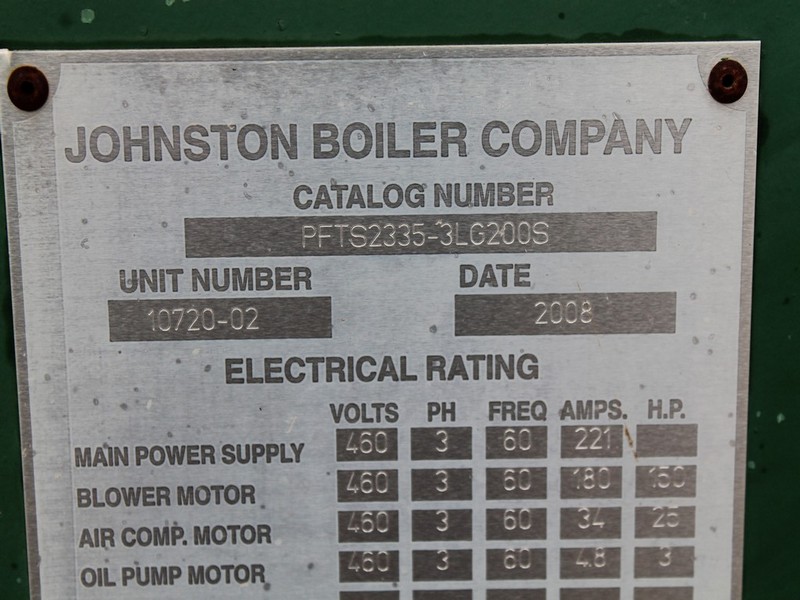 JOHNSTON BOILER COMPANY
CATALOG NUMBER
PFTS2335-3LG200S
UNIT NUMBER DATE
10720-02 2008
ELECTRICAL RATING
VOLTS PH FREQ AMPS. H.P.
MAIN POWER SUPPLY 460 3 60 221
BLOWER MOTOR 460 3 60 180 150
AIR COMP. MOTOR 460 3 60 34 25
OIL PUMP MOTOR 460 3 60 4.8 3